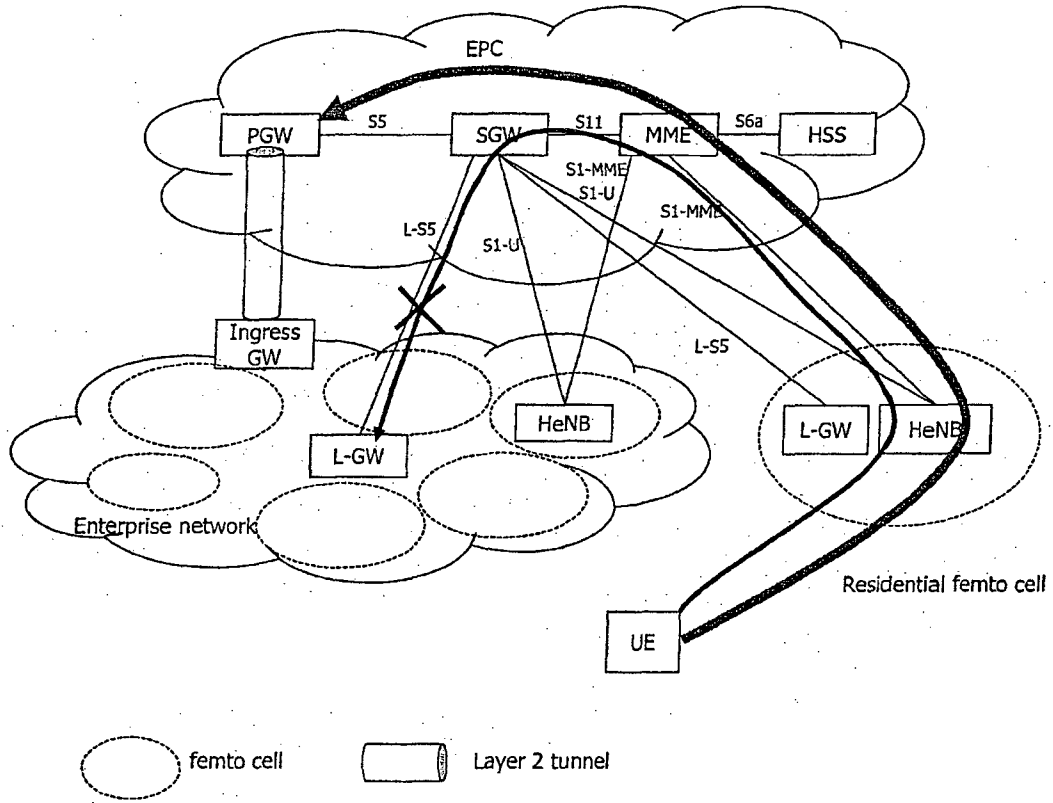 EPC
PGW
S5
SGW
S11
MME
S6a
HSS
S1-MME
S1-U
S1-MME
L-S5
S1-U
Ingress
GW
L-S5
HeNB
L-GW
L-GW
HeNB
Enterprise network
Residential femto cell
UE
femto cell
Layer 2 tunnel